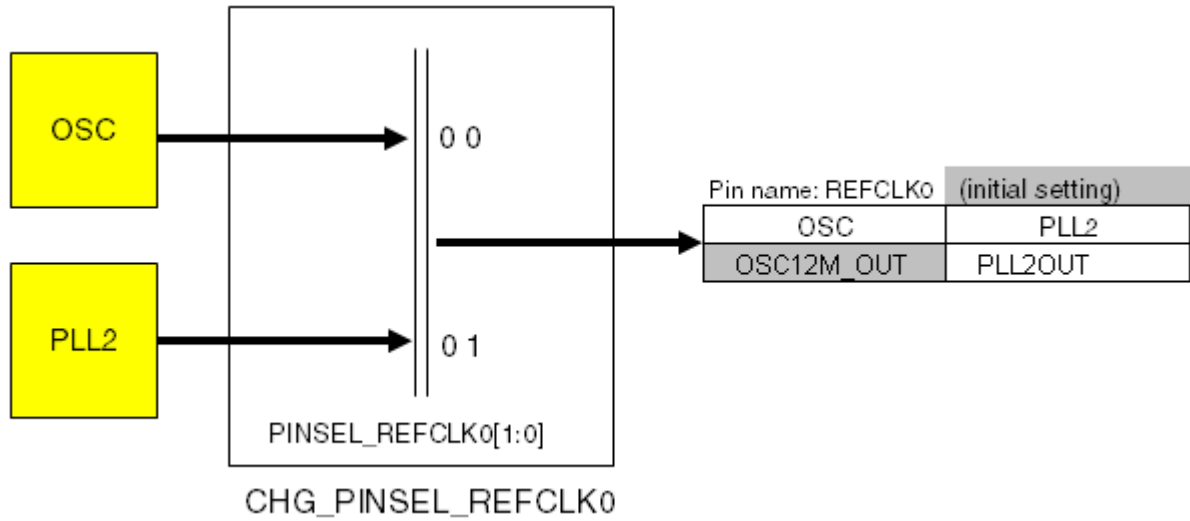 OSC
0 0
Pin name: REFCLK0 (initial setting)
OSC PLL2
OSC12M_OUT PLL2OUT
PLL2
0 1
PINSEL_REFCLK0[1:0]
CHG_PINSEL_REFCLK0